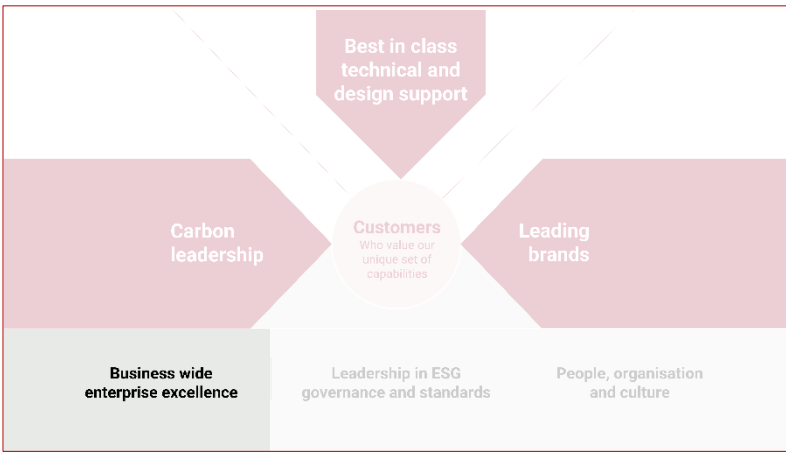 Best in class
technical and
design support
Carbon
leadership
Customers
Who value our
unique set of
capabilities
Leading
brands
Business wide
enterprise excellence
Leadership in ESG
governance and standards
People, organisation
and culture